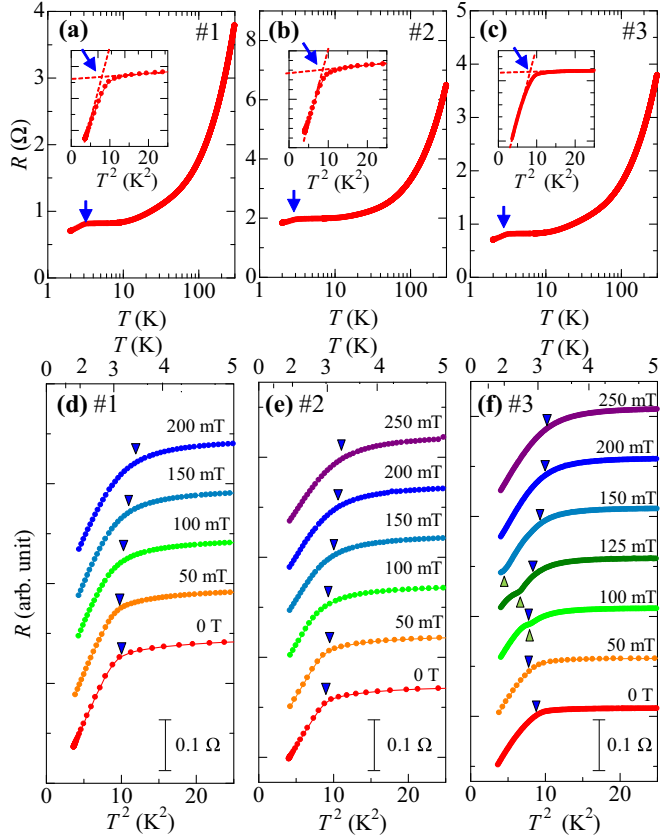 (a) #1
4
3
2
1
0
R (Ω)
0 10 20
T² (K²)
1 10 100
T (K)
(b) #2
10
8
6
4
2
0
0 10 20
T² (K²)
1 10 100
T (K)
(c) #3
5
4
3
2
1
0
0 10 20
T² (K²)
1 10 100
T (K)
T (K)
2 3 4 5
(d) #1
200 mT
150 mT
100 mT
50 mT
0 T
0.1 Ω
R (arb. unit)
0 10 20
T² (K²)
T (K)
0 2 3 4 5
(e) #2
250 mT
200 mT
150 mT
100 mT
50 mT
0 T
0.1 Ω
0 10 20
T² (K²)
T (K)
0 2 3 4 5
(f) #3
250 mT
200 mT
150 mT
125 mT
100 mT
50 mT
0 T
0.1 Ω
0 10 20
T² (K²)